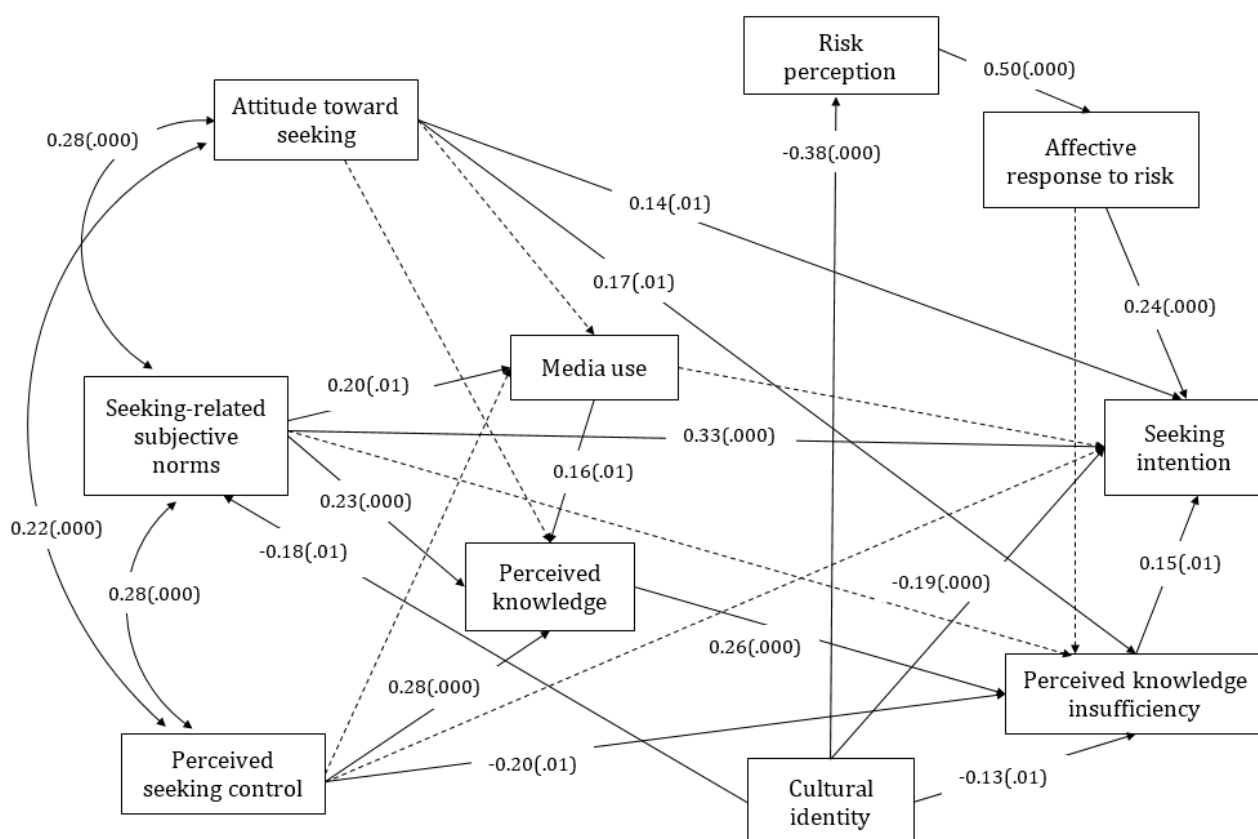 Risk
perception
0.50(.000)
Attitude toward
seeking
0.28(.000)
-0.38(.000)
Affective
response to risk
0.14(.01)
0.17(.01)
0.24(.000)
Media use
0.20(.01)
Seeking-related
subjective
norms
0.33(.000)
Seeking
intention
0.16(.01)
0.23(.000)
0.22(.000)
-0.18(.01)
Perceived
knowledge
0.15(.01)
-0.19(.000)
0.28(.000)
0.26(.000)
0.28(.000)
Perceived knowledge
insufficiency
Perceived
seeking control
-0.20(.01)
Cultural
identity
-0.13(.01)